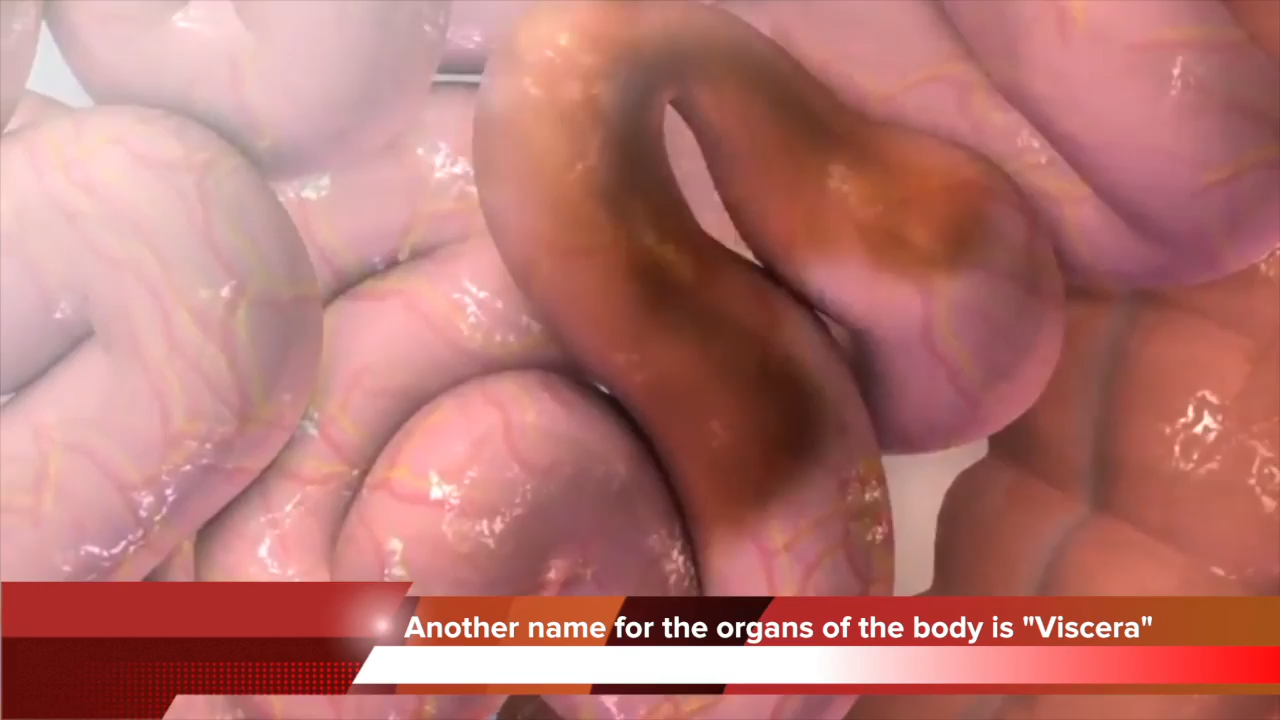 Another name for the organs of the body is "Viscera"